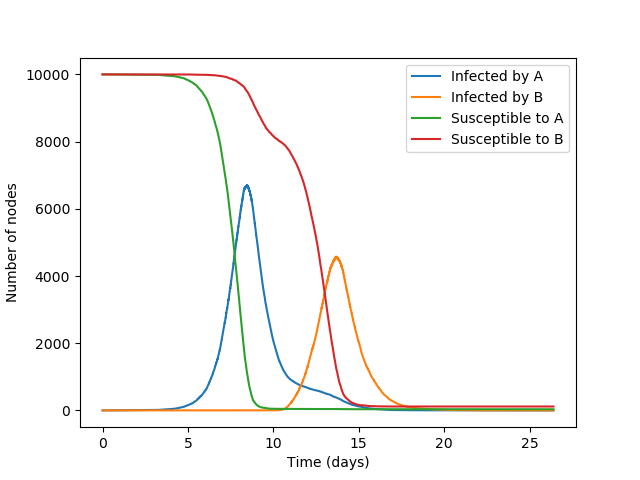 Number of nodes
10000
8000
6000
4000
2000
0
Infected by A
Infected by B
Susceptible to A
Susceptible to B
0 5 10 15 20 25
Time (days)